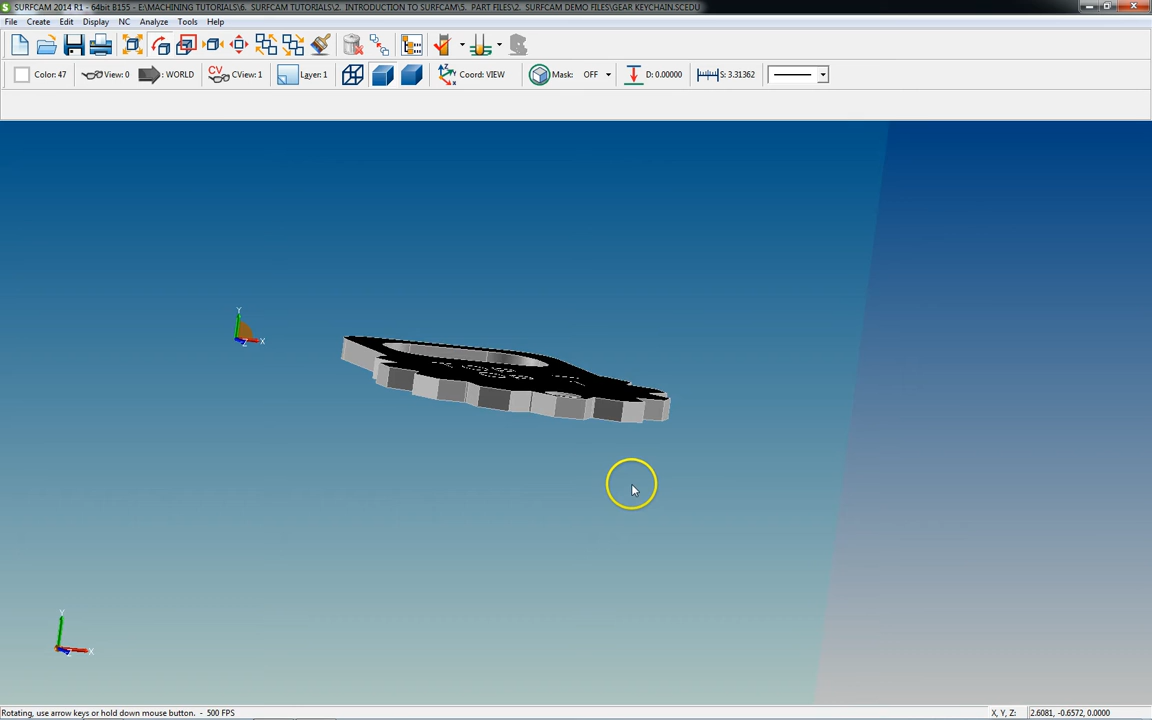 SURFCAM 2014 R1 - 64bit B155 - E:\MACHINING TUTORIALS\6. SURFCAM TUTORIALS\2. INTRODUCTION TO SURFCAM\5. PART FILES\2. SURFCAM DEMO FILES\GEAR KEYCHAIN.SCEDU
File Create Edit Display NC Analyze Tools Help
Color: 47 View: 0 : WORLD CV CView: 1 Layer: 1 Coord: VIEW Mask: OFF D: 0.00000 S: 3.31362
Y
X
Z
Y
X
Z
Rotating, use arrow keys or hold down mouse button. - 500 FPS X, Y, Z: 2.6081, -0.6572, 0.0000